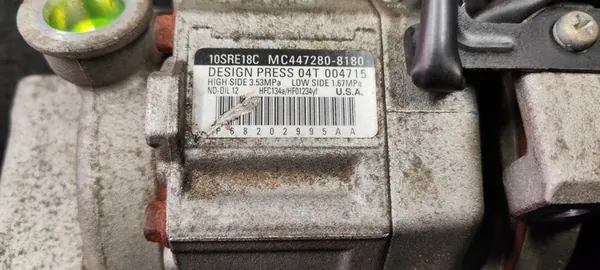 10SRE18C MC447280-8180
DESIGN PRESS 04T 004715
HIGH SIDE 3.53MPa LOW SIDE 1.67MPa
ND-OIL 12 HFC134a/HFO1234yf U.S.A.
P68202995AA